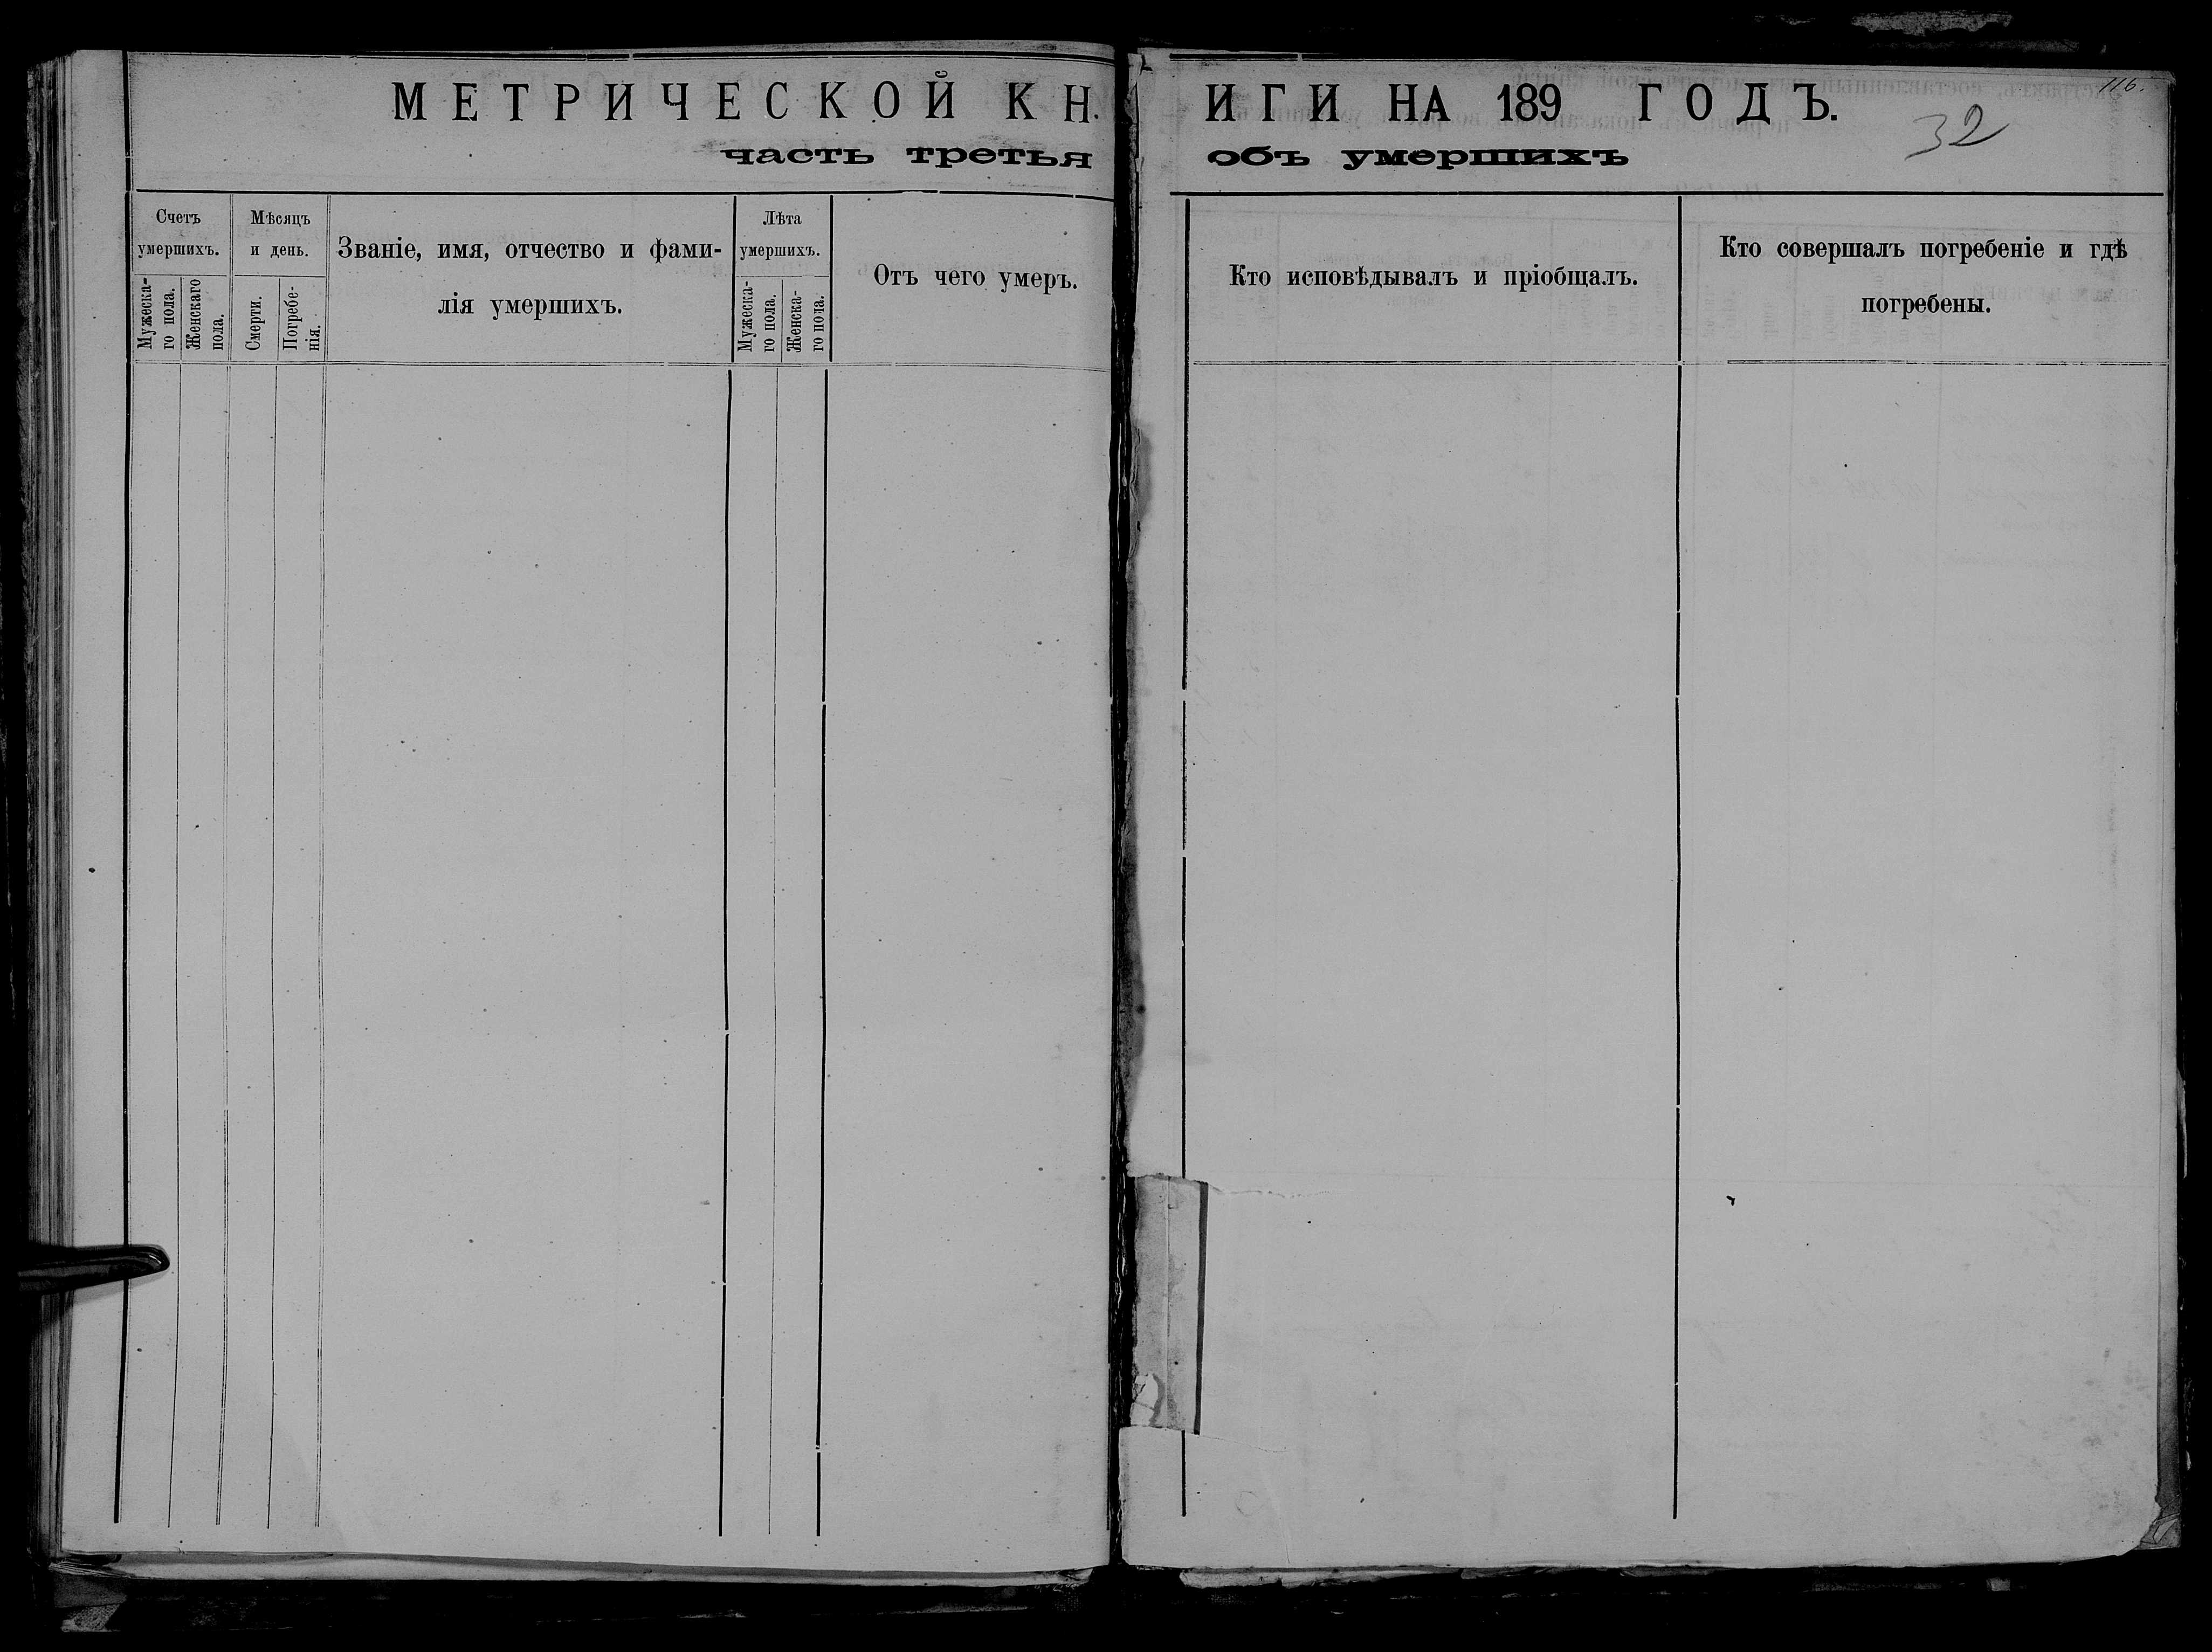 МЕТРИЧЕСКОЙ КНИГИ НА 189 ГОДЪ.
116.
32
часть третья объ умершихъ
Счетъ умершихъ.
Мужеска-
го пола.
Женскаго
пола.
Мѣсяцъ
и день.
Смерти.
Погребе-
нія.
Званіе, имя, отчество и фами-
лія умершихъ.
Лѣта
умершихъ.
Мужеска-
го пола.
Женска-
го пола.
Отъ чего умеръ.
Кто исповѣдывалъ и пріобщалъ.
Кто совершалъ погребеніе и гдѣ
погребены.